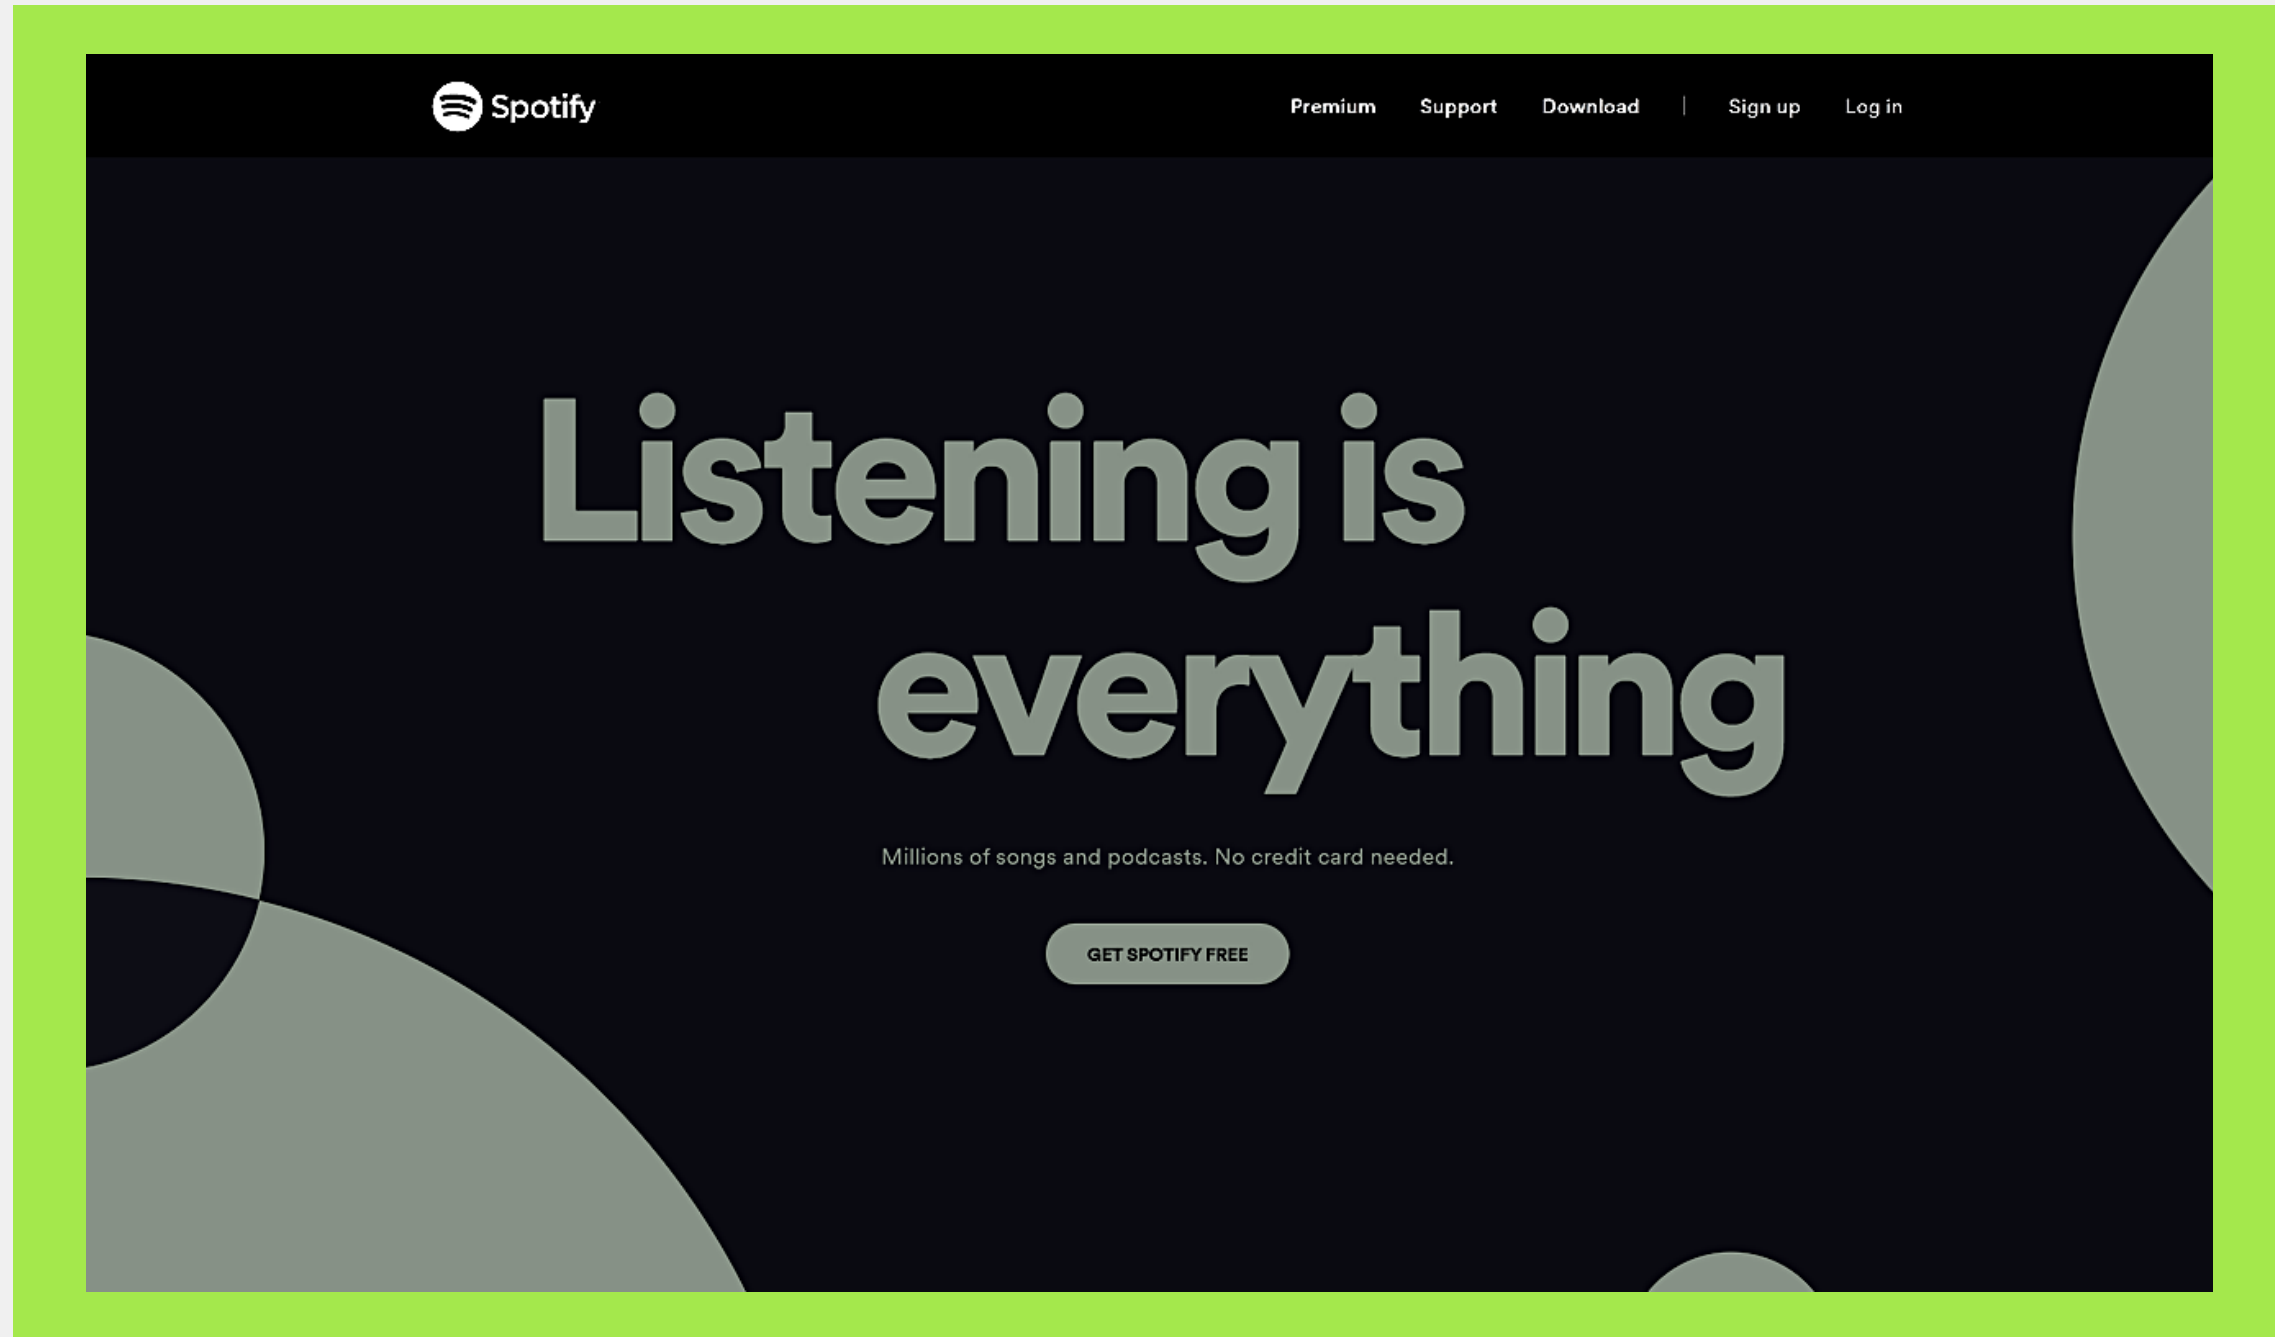 Spotify
Premium Support Download | Sign up Log in
Listening is
everything
Millions of songs and podcasts. No credit card needed.
GET SPOTIFY FREE